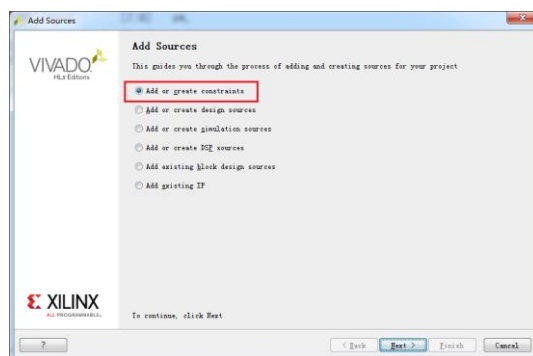 Add Sources
VIVADO
HLx Editions
Add Sources
This guides you through the process of adding and creating sources for your project
Add or create constraints
Add or create design sources
Add or create simulation sources
Add or create DSP sources
Add existing block design sources
Add existing IP
XILINX
ALL PROGRAMMABLE.
To continue, click Next
?
< Back
Next >
Finish
Cancel